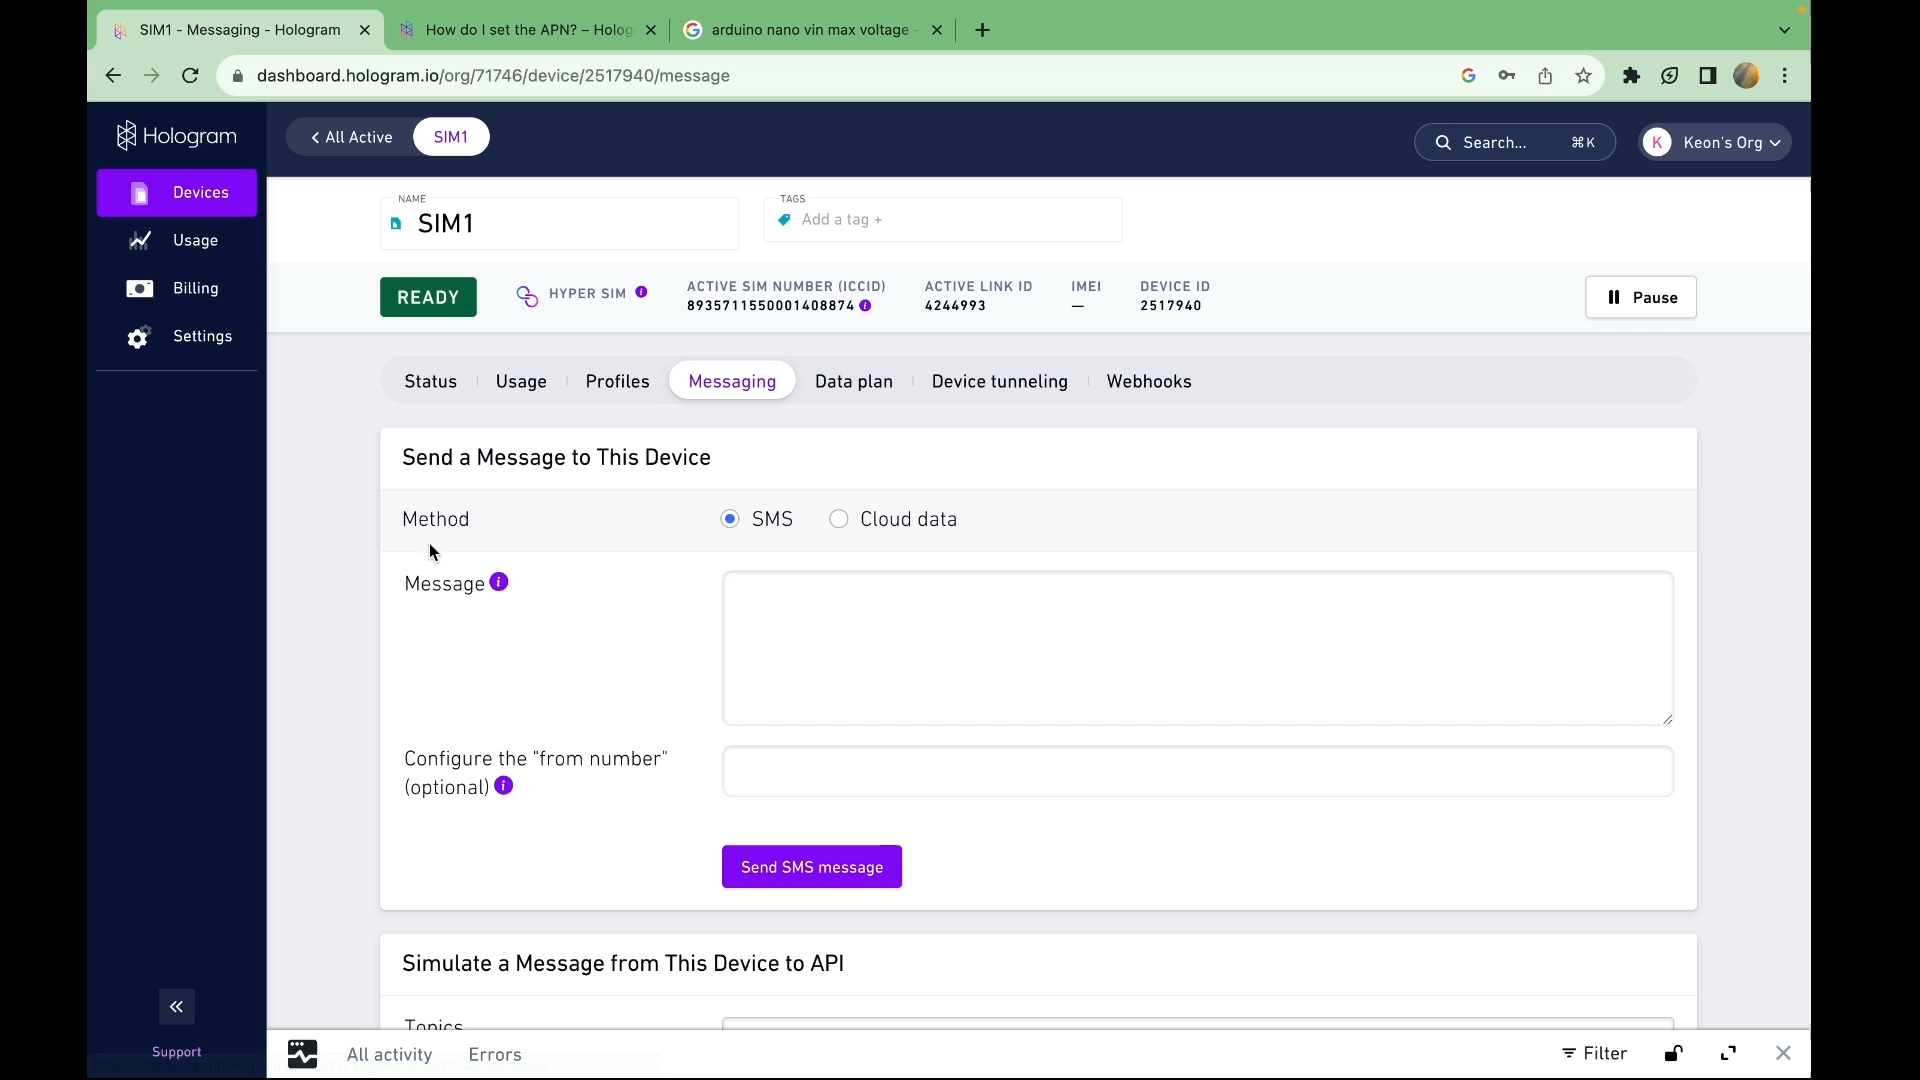 SIM1 - Messaging - Hologram
How do I set the APN? – Holog
arduino nano vin max voltage -
dashboard.hologram.io/org/71746/device/2517940/message
Hologram
< All Active
SIM1
Search... ⌘K
K Keon's Org
Devices
Usage
Billing
Settings
NAME
SIM1
TAGS
Add a tag +
READY
HYPER SIM
ACTIVE SIM NUMBER (ICCID)
8935711550001408874
ACTIVE LINK ID
4244993
IMEI
—
DEVICE ID
2517940
Pause
Status
Usage
Profiles
Messaging
Data plan
Device tunneling
Webhooks
Send a Message to This Device
Method
SMS
Cloud data
Message
Configure the "from number"
(optional)
Send SMS message
Simulate a Message from This Device to API
Topics
Support
All activity
Errors
Filter